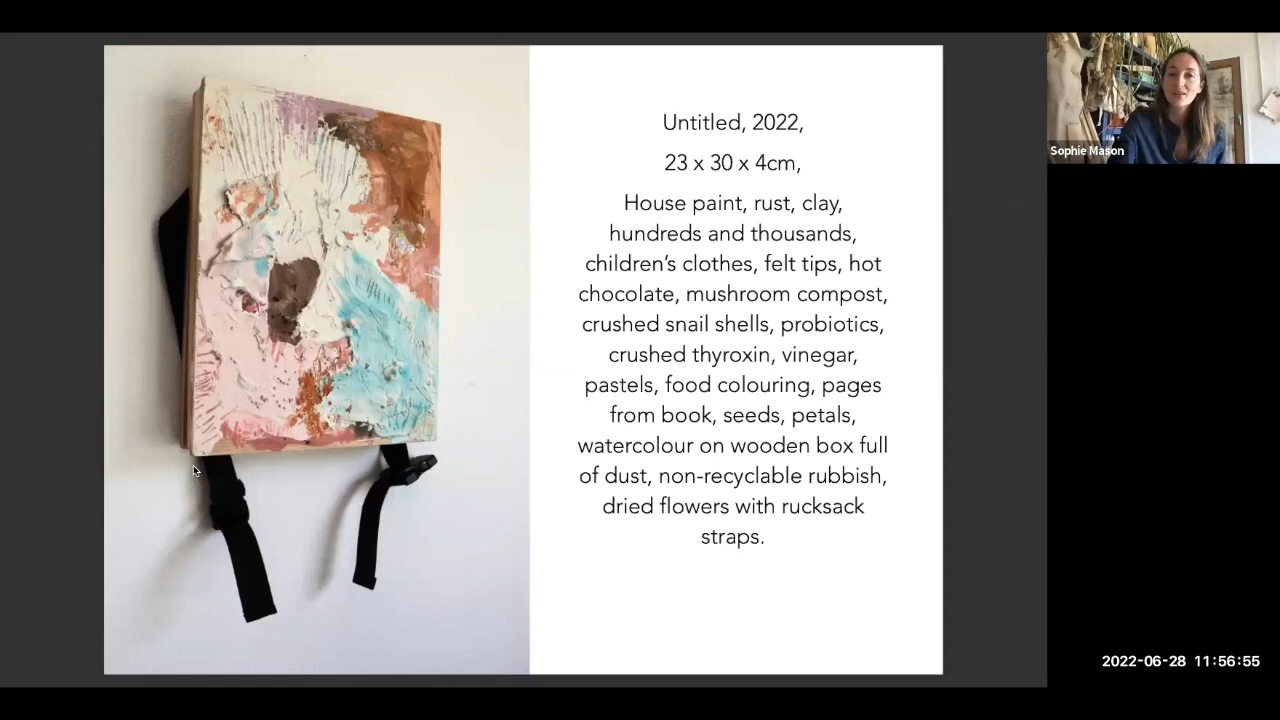 Untitled, 2022,
23 x 30 x 4cm,
House paint, rust, clay,
hundreds and thousands,
children's clothes, felt tips, hot
chocolate, mushroom compost,
crushed snail shells, probiotics,
crushed thyroxin, vinegar,
pastels, food colouring, pages
from book, seeds, petals,
watercolour on wooden box full
of dust, non-recyclable rubbish,
dried flowers with rucksack
straps.
Sophie Mason
2022-06-28 11:56:55